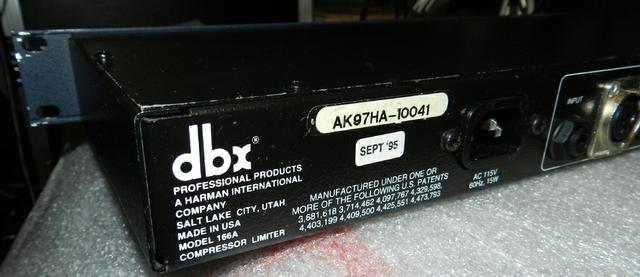 AK97HA-10041
SEPT '95
dbx®
PROFESSIONAL PRODUCTS
A HARMAN INTERNATIONAL
COMPANY
SALT LAKE CITY, UTAH
MADE IN USA
MODEL 166A
COMPRESSOR LIMITER
MANUFACTURED UNDER ONE OR
MORE OF THE FOLLOWING U.S. PATENTS
3,681,618 3,714,462 4,097,767 4,329,598,
4,403,199 4,409,500 4,425,551 4,473,793
AC 115V
60Hz, 15W
INPUT